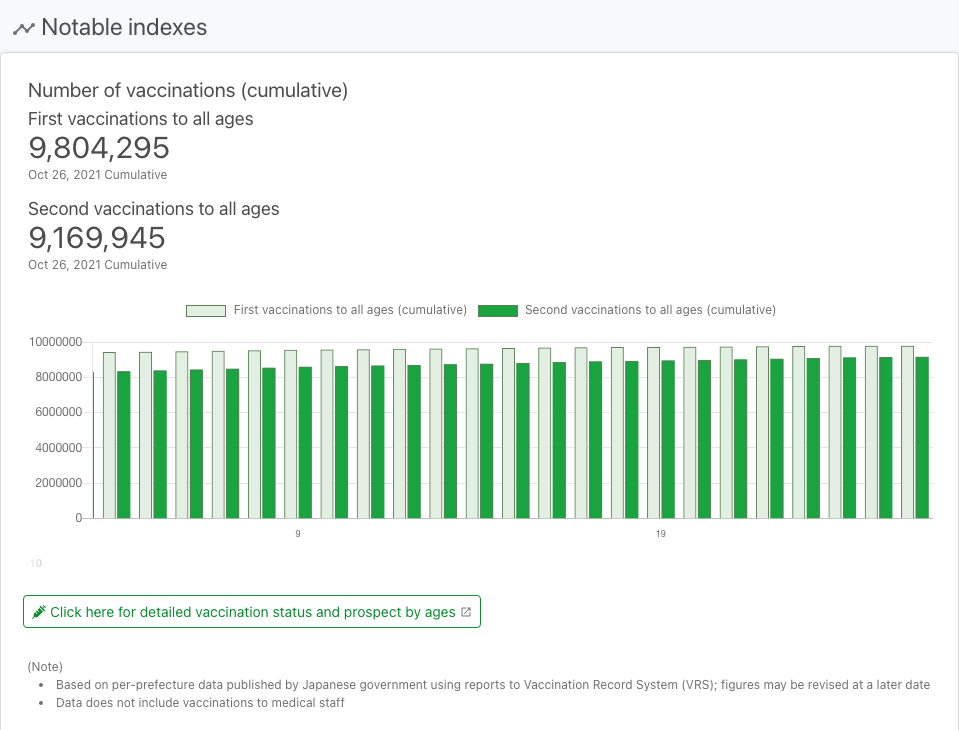 Notable indexes
Number of vaccinations (cumulative)
First vaccinations to all ages
9,804,295
Oct 26, 2021 Cumulative
Second vaccinations to all ages
9,169,945
Oct 26, 2021 Cumulative
First vaccinations to all ages (cumulative) Second vaccinations to all ages (cumulative)
10000000
8000000
6000000
4000000
2000000
0
9 19
10
Click here for detailed vaccination status and prospect by ages
(Note)
• Based on per-prefecture data published by Japanese government using reports to Vaccination Record System (VRS); figures may be revised at a later date
• Data does not include vaccinations to medical staff